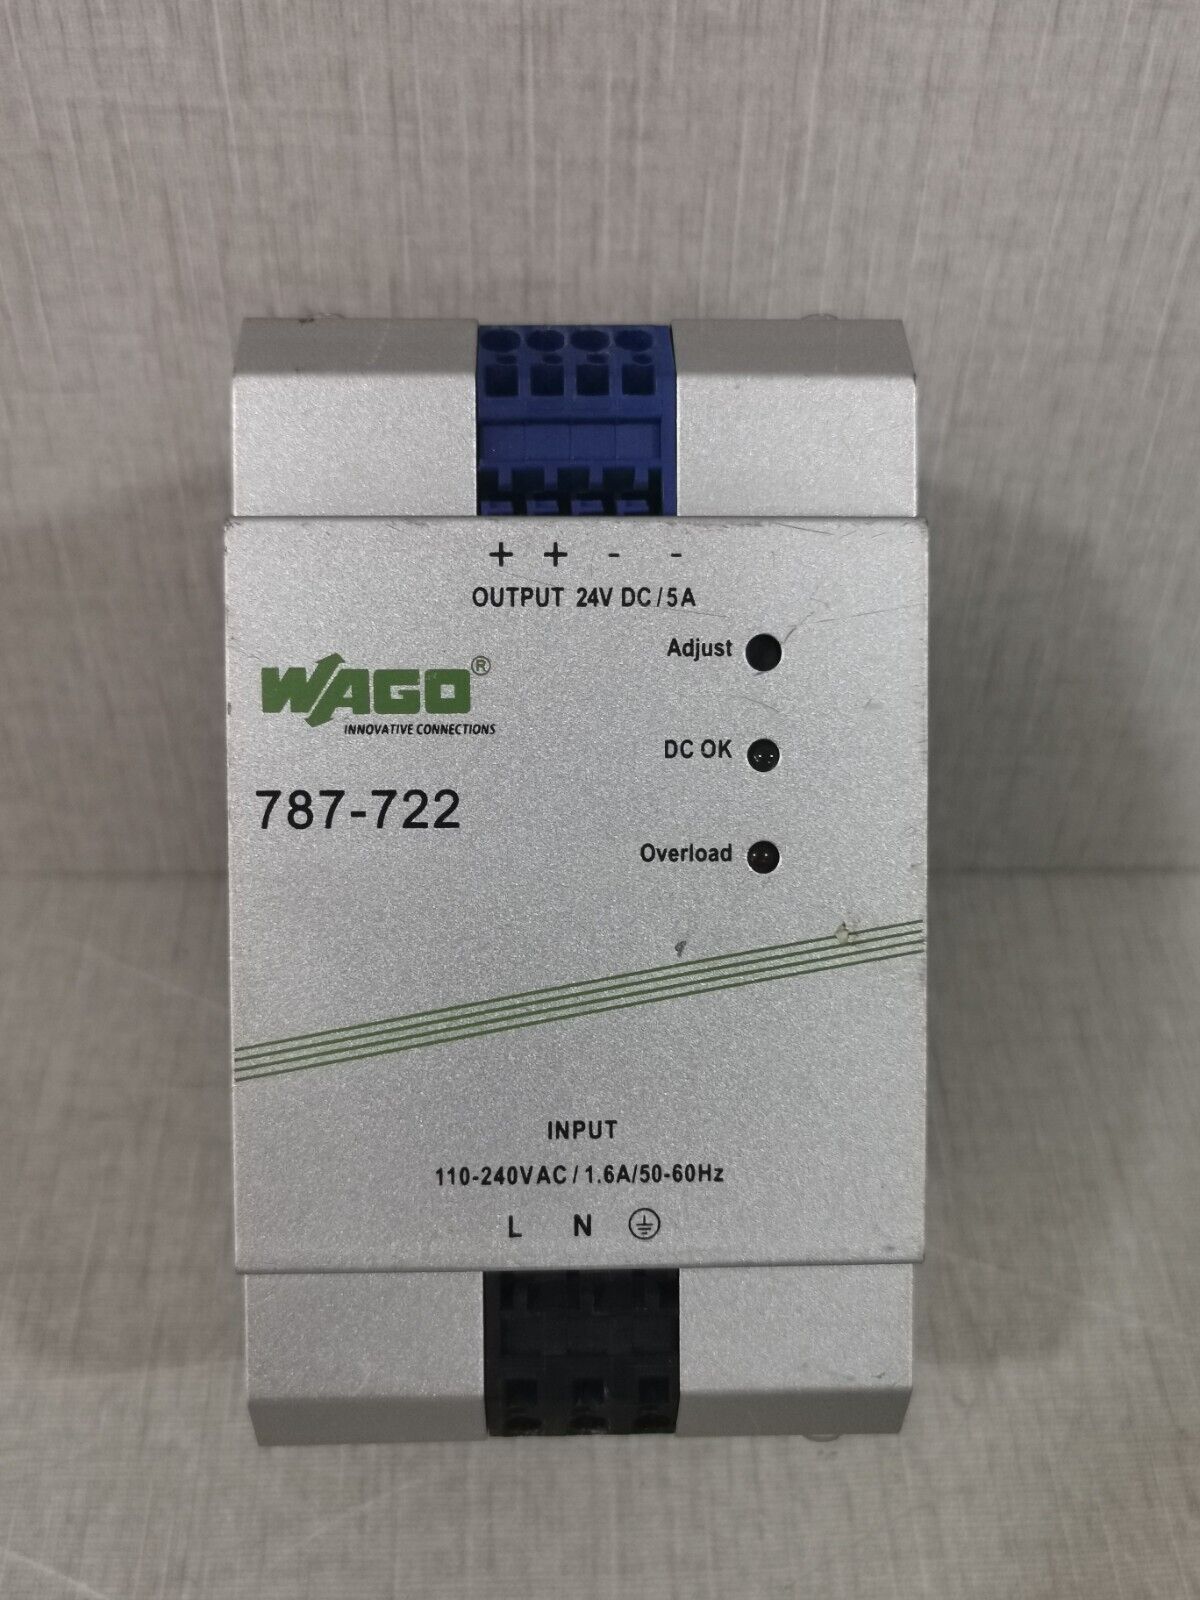 + + - -
OUTPUT 24V DC/5A
Adjust
WAGO®
INNOVATIVE CONNECTIONS
DC OK
787-722
Overload
INPUT
110-240VAC/1.6A/50-60Hz
L N